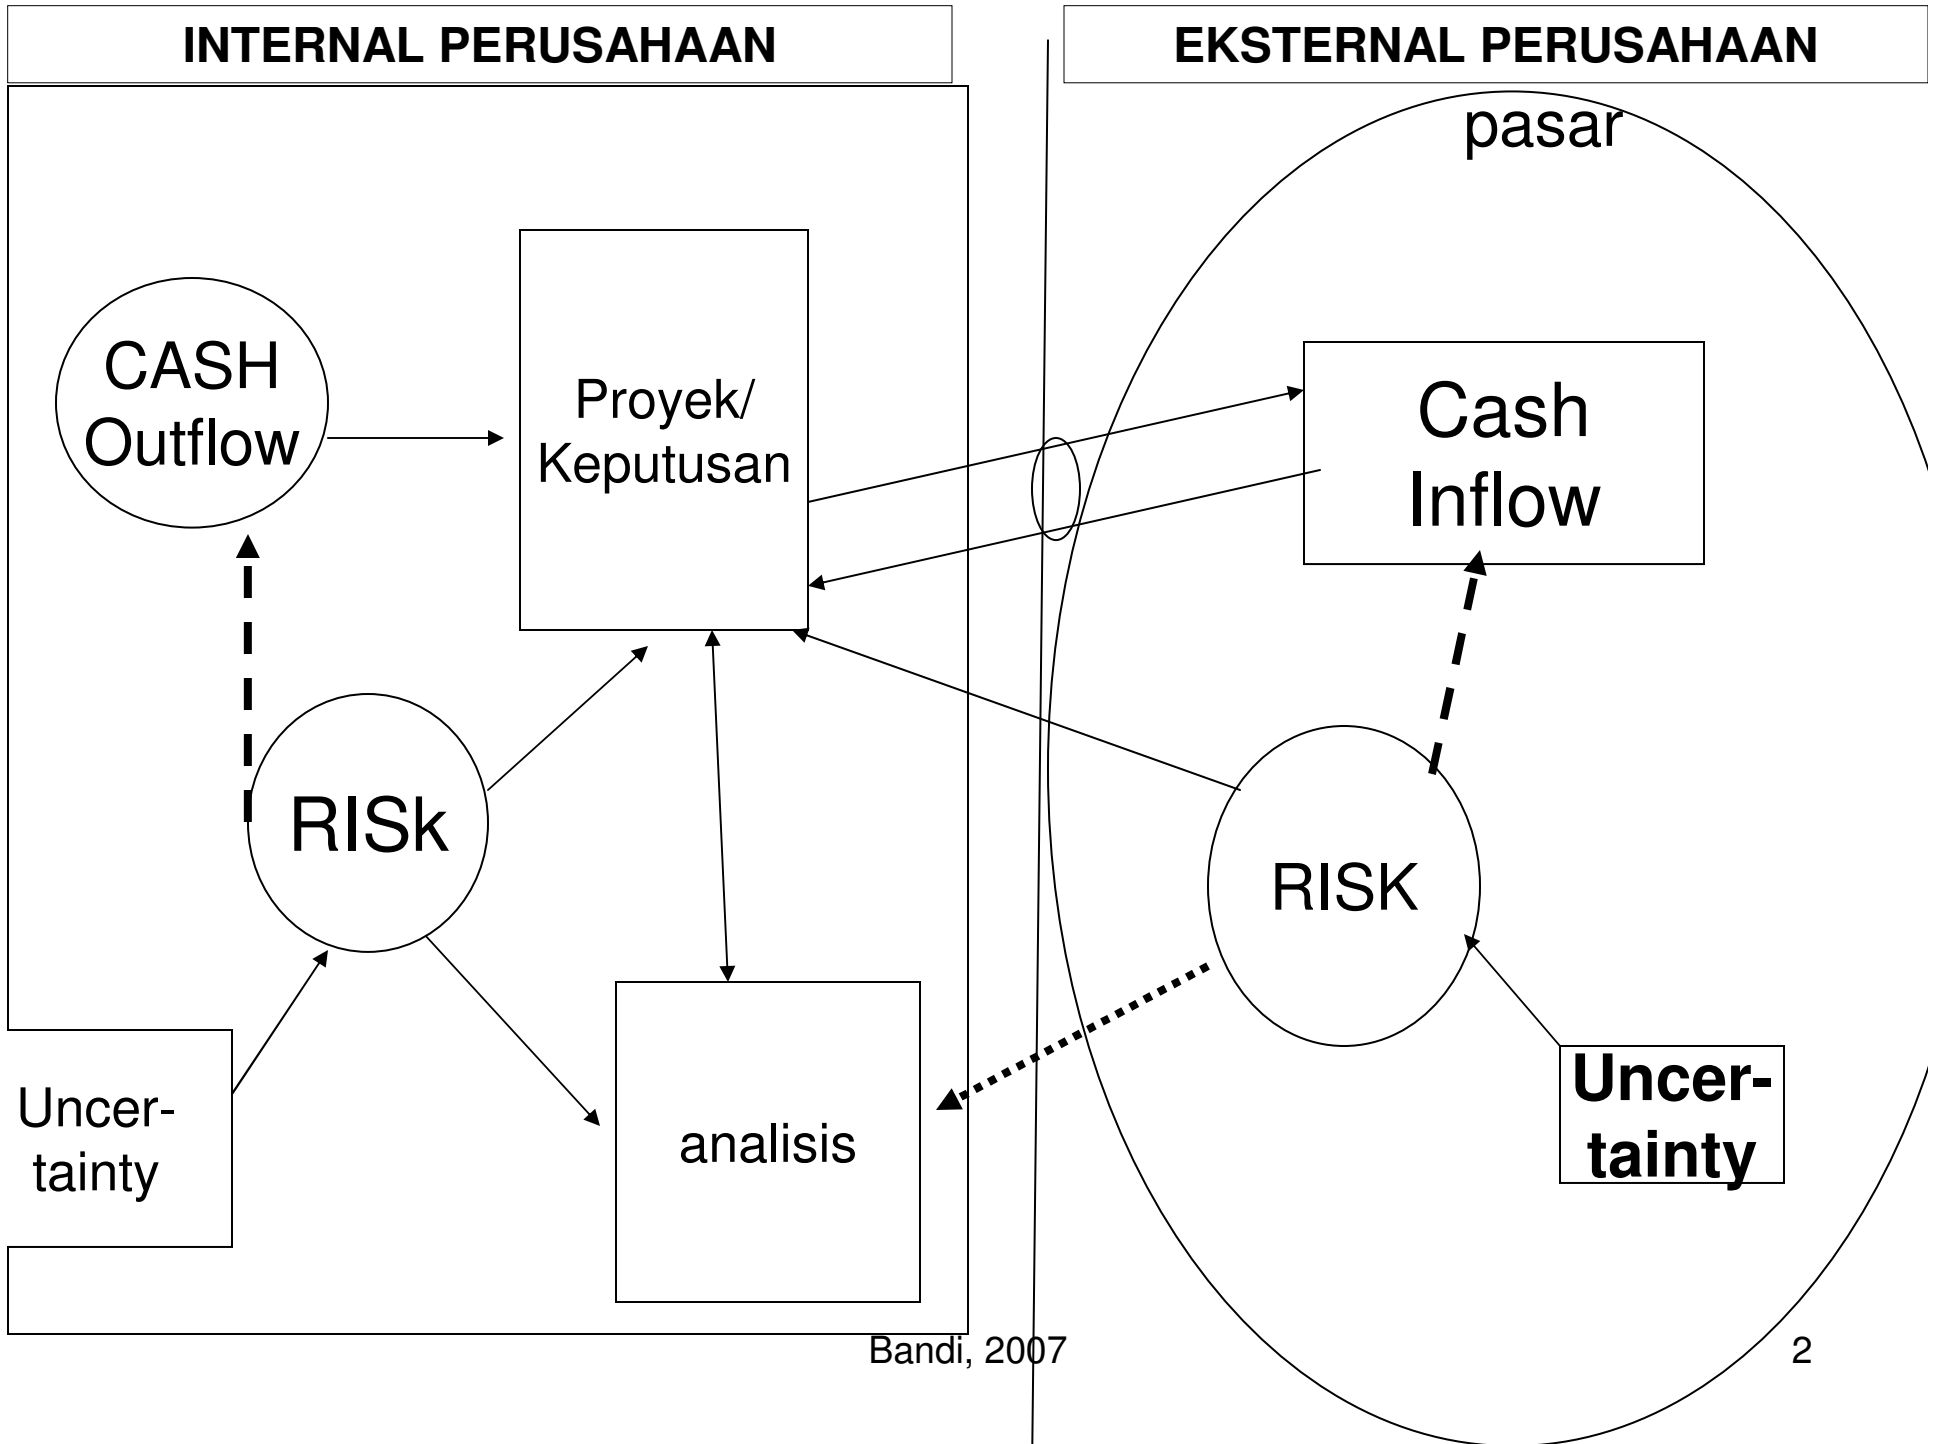 INTERNAL PERUSAHAAN
EKSTERNAL PERUSAHAAN
pasar
CASH
Outflow
Proyek/
Keputusan
Cash
Inflow
RISk
RISK
Uncer-
tainty
analisis
Uncer-
tainty
Bandi, 2007
2